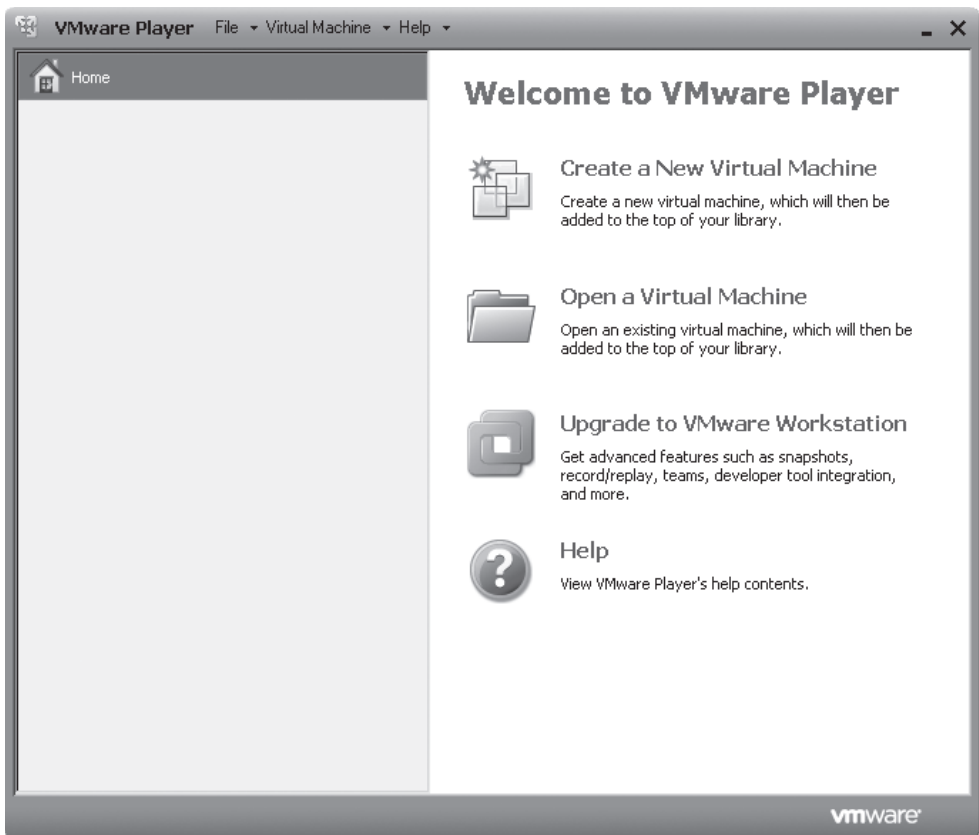 VMware Player File Virtual Machine Help
Home
Welcome to VMware Player
Create a New Virtual Machine
Create a new virtual machine, which will then be
added to the top of your library.
Open a Virtual Machine
Open an existing virtual machine, which will then be
added to the top of your library.
Upgrade to VMware Workstation
Get advanced features such as snapshots,
record/replay, teams, developer tool integration,
and more.
?
Help
View VMware Player's help contents.
vmware